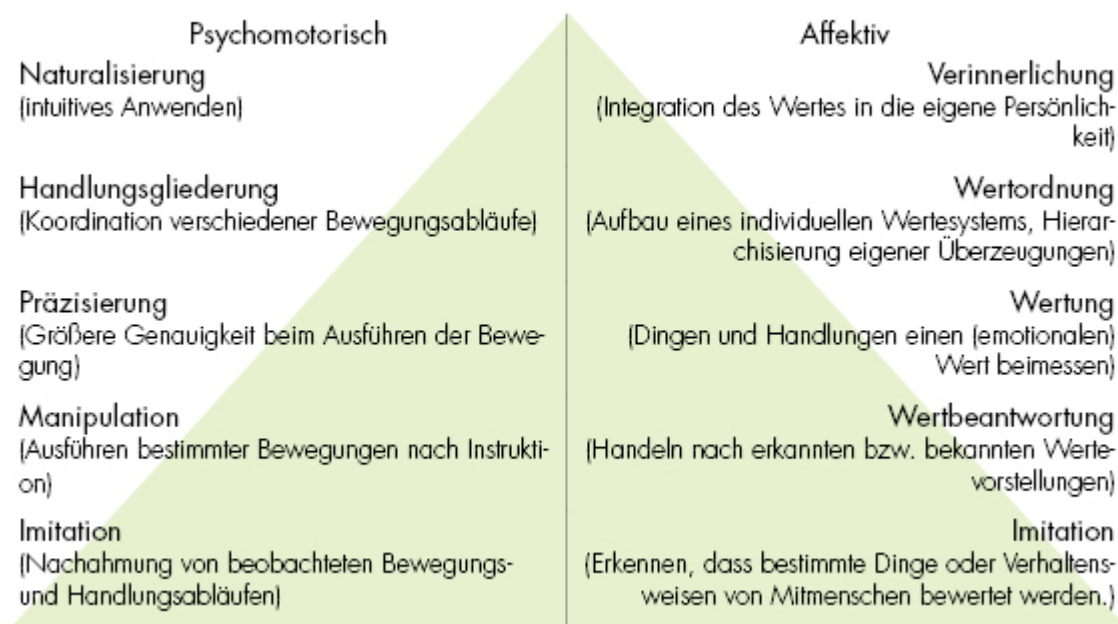 Psychomotorisch
Naturalisierung
(intuitives Anwenden)
Handlungsgliederung
(Koordination verschiedener Bewegungsabläufe)
Präzisierung
(Größere Genauigkeit beim Ausführen der Bewe-
gung)
Manipulation
(Ausführen bestimmter Bewegungen nach Instrukti-
on)
Imitation
(Nachahmung von beobachteten Bewegungs-
und Handlungsabläufen)
Affektiv
Verinnerlichung
(Integration des Wertes in die eigene Persönlich-
keit)
Wertordnung
(Aufbau eines individuellen Wertesystems, Hierar-
chisierung eigener Überzeugungen)
Wertung
(Dingen und Handlungen einen (emotionalen)
Wert beimessen)
Wertbeantwortung
(Handeln nach erkannten bzw. bekannten Werte-
vorstellungen)
Imitation
(Erkennen, dass bestimmte Dinge oder Verhaltens-
weisen von Mitmenschen bewertet werden.)